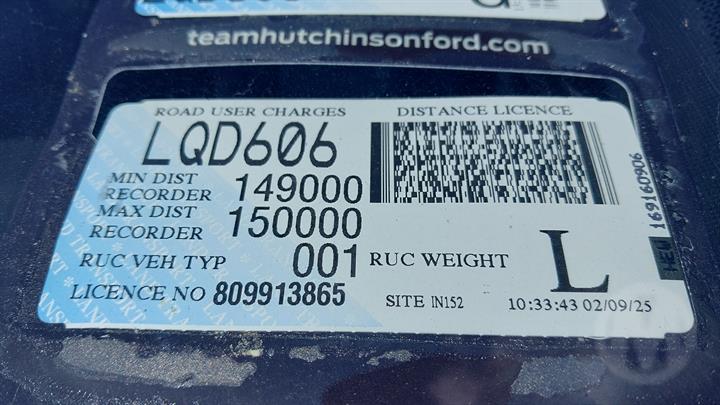 teamhutchinsonford.com
ROAD USER CHARGES DISTANCE LICENCE
LQD606
MIN DIST
RECORDER 149000
MAX DIST
RECORDER 150000
RUC VEH TYP 001 RUC WEIGHT L
LICENCE NO 809913865 SITE IN152 10:33:43 02/09/25
NEW 169160906